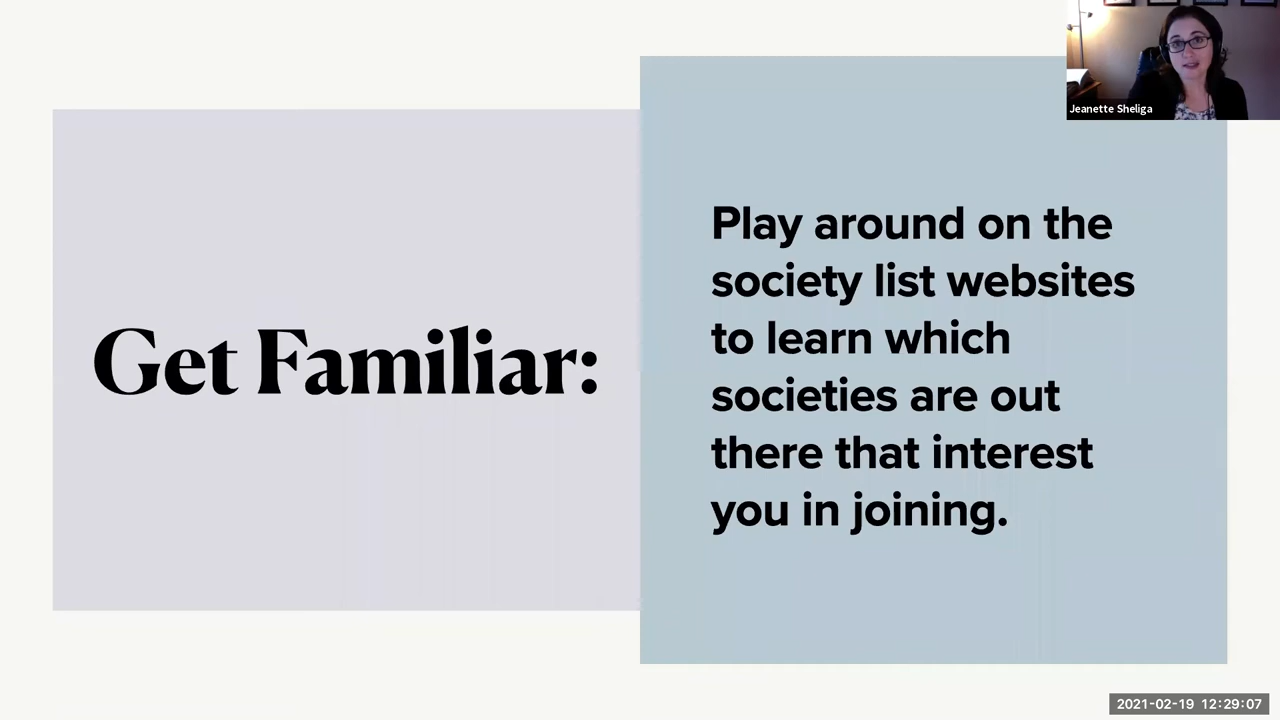 Jeanette Sheliga
Get Familiar:
Play around on the
society list websites
to learn which
societies are out
there that interest
you in joining.
2021-02-19 12:29:07